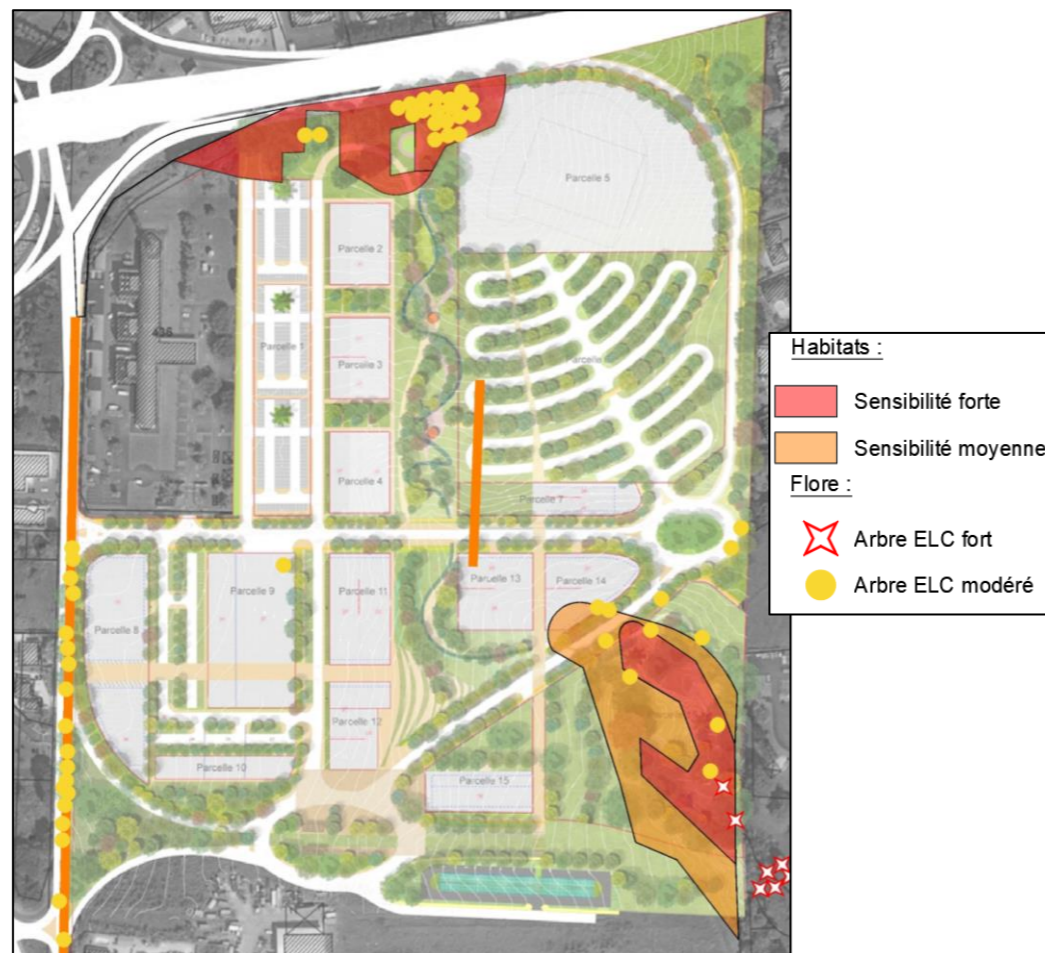 Parcelle 5
Parcelle 2
435
Parcelle 1
Parcelle 3
Parcelle
Parcelle 4
Parcelle 7
Parcelle 13
Parcelle 14
Parcelle 9
Parcelle 11
Parcelle 8
Parcelle 12
Parcelle 10
Parcelle 15
Habitats :
Sensibilité forte
Sensibilité moyenne
Flore :
Arbre ELC fort
Arbre ELC modéré